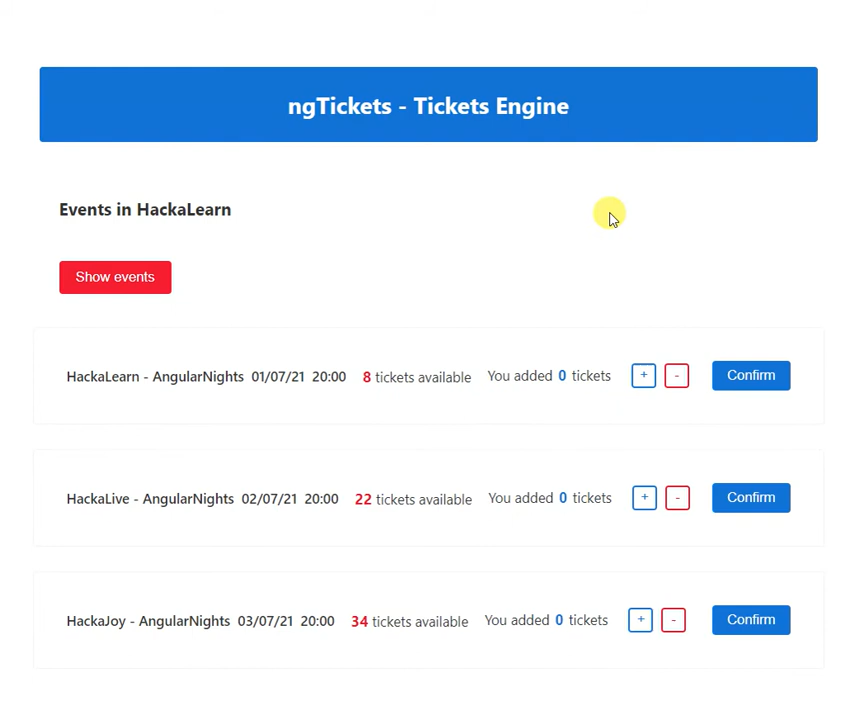 ngTickets - Tickets Engine
Events in HackaLearn
Show events
HackaLearn - AngularNights 01/07/21 20:00 8 tickets available You added 0 tickets + - Confirm
HackaLive - AngularNights 02/07/21 20:00 22 tickets available You added 0 tickets + - Confirm
HackaJoy - AngularNights 03/07/21 20:00 34 tickets available You added 0 tickets + - Confirm